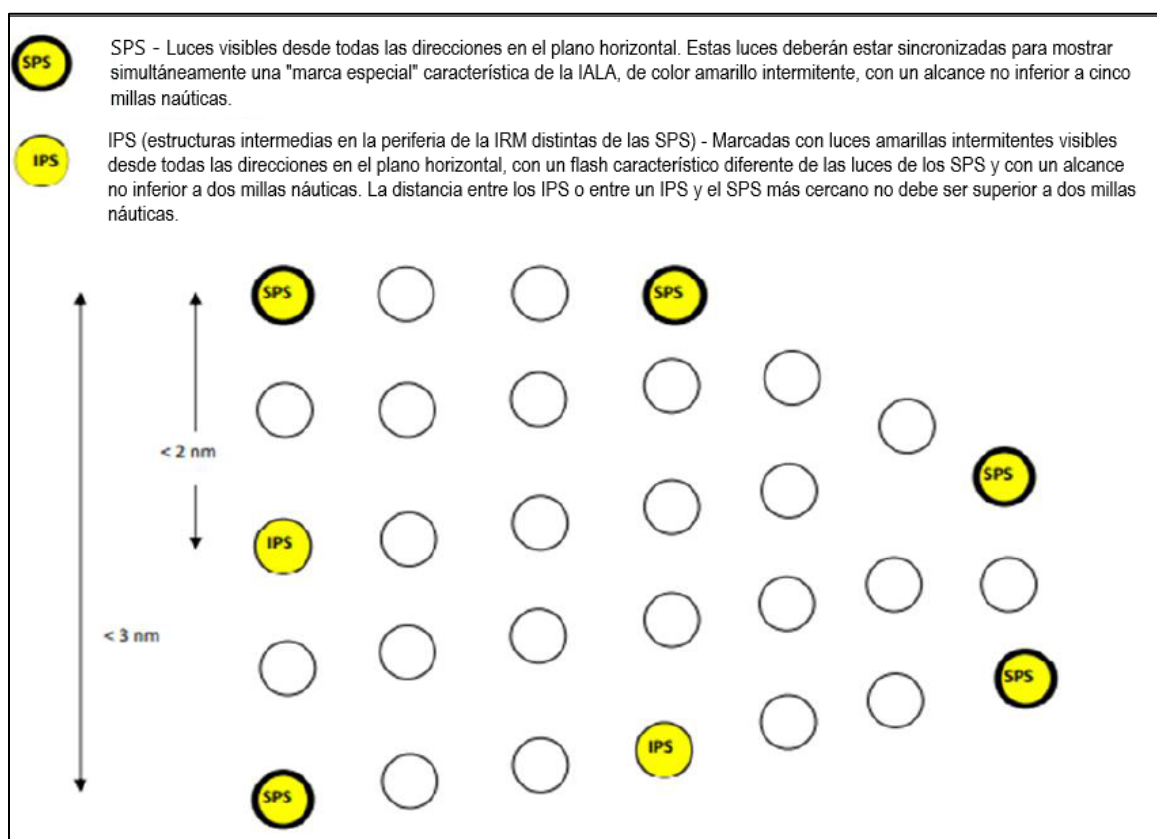 SPS
SPS - Luces visibles desde todas las direcciones en el plano horizontal. Estas luces deberán estar sincronizadas para mostrar
simultáneamente una "marca especial" característica de la IALA, de color amarillo intermitente, con un alcance no inferior a cinco
millas naúticas.
IPS
IPS (estructuras intermedias en la periferia de la IRM distintas de las SPS) - Marcadas con luces amarillas intermitentes visibles
desde todas las direcciones en el plano horizontal, con un flash característico diferente de las luces de los SPS y con un alcance
no inferior a dos millas náuticas. La distancia entre los IPS o entre un IPS y el SPS más cercano no debe ser superior a dos millas
náuticas.
SPS
SPS
< 2 nm
SPS
IPS
< 3 nm
SPS
IPS
SPS